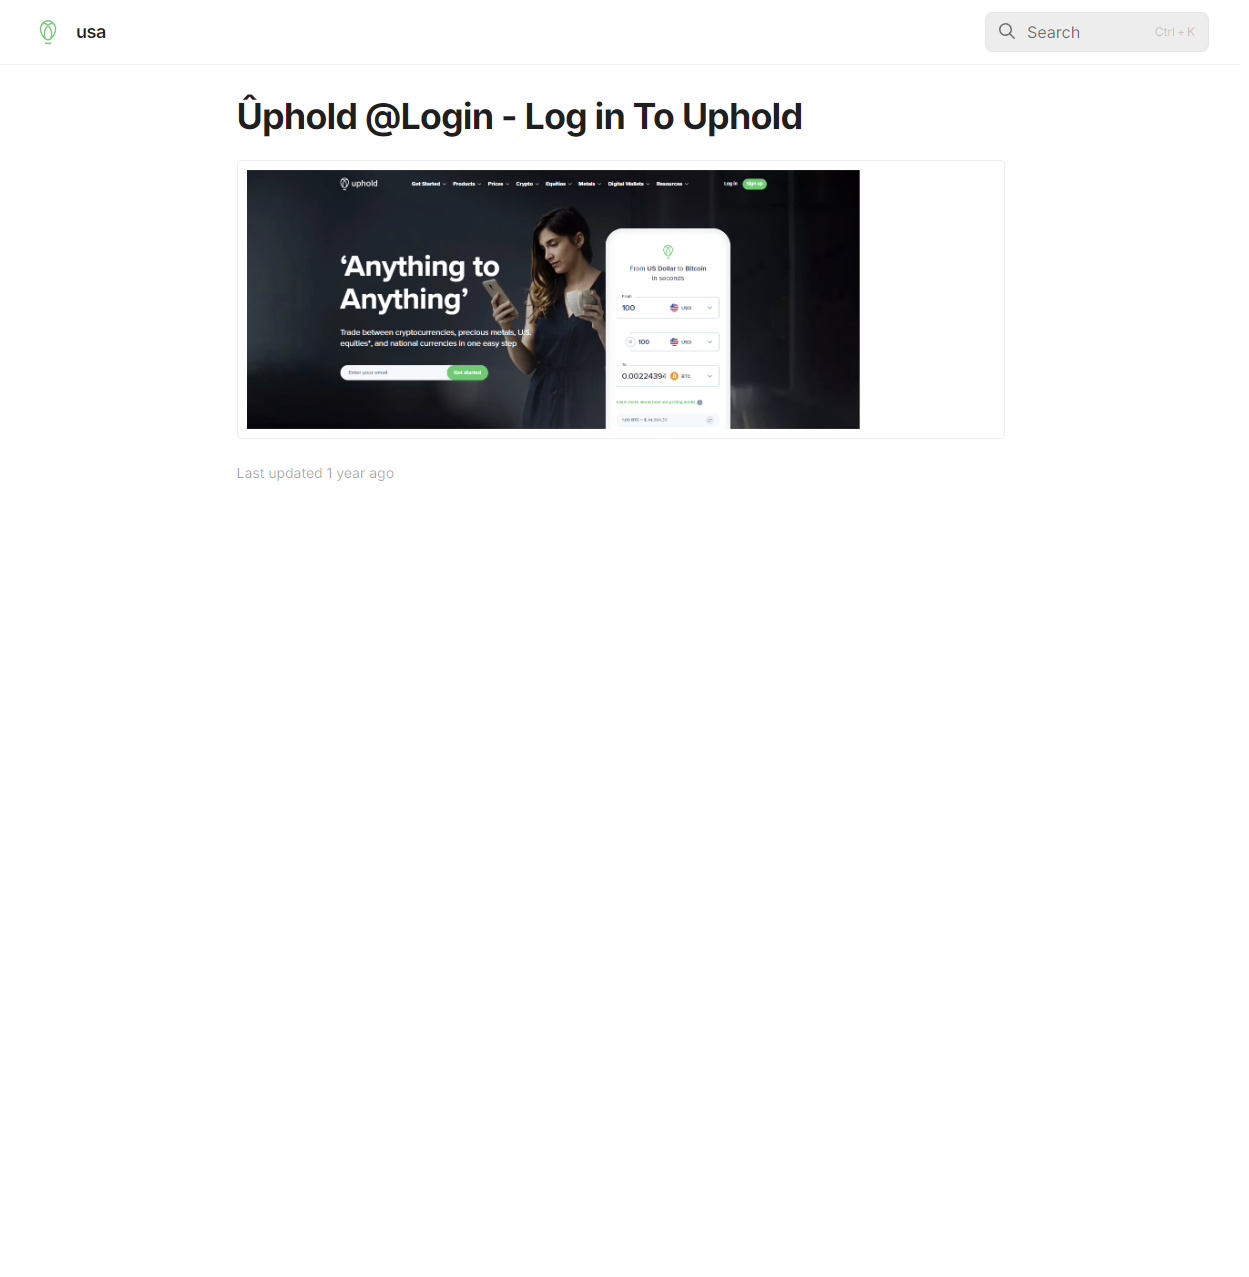 usa
Search
Ctrl + K
Ûphold @Login - Log in To Uphold
uphold
Get Started
Products
Prices
Crypto
Equities
Metals
Digital Wallets
Resources
Log in
Sign up
‘Anything to
Anything’
Trade between cryptocurrencies, precious metals, U.S.
equities*, and national currencies in one easy step
Enter your email
Get started
From US Dollar to Bitcoin
in seconds
From
100
USD
100
USD
To
0.00224394
BTC
Learn more about how our pricing works
Last updated 1 year ago